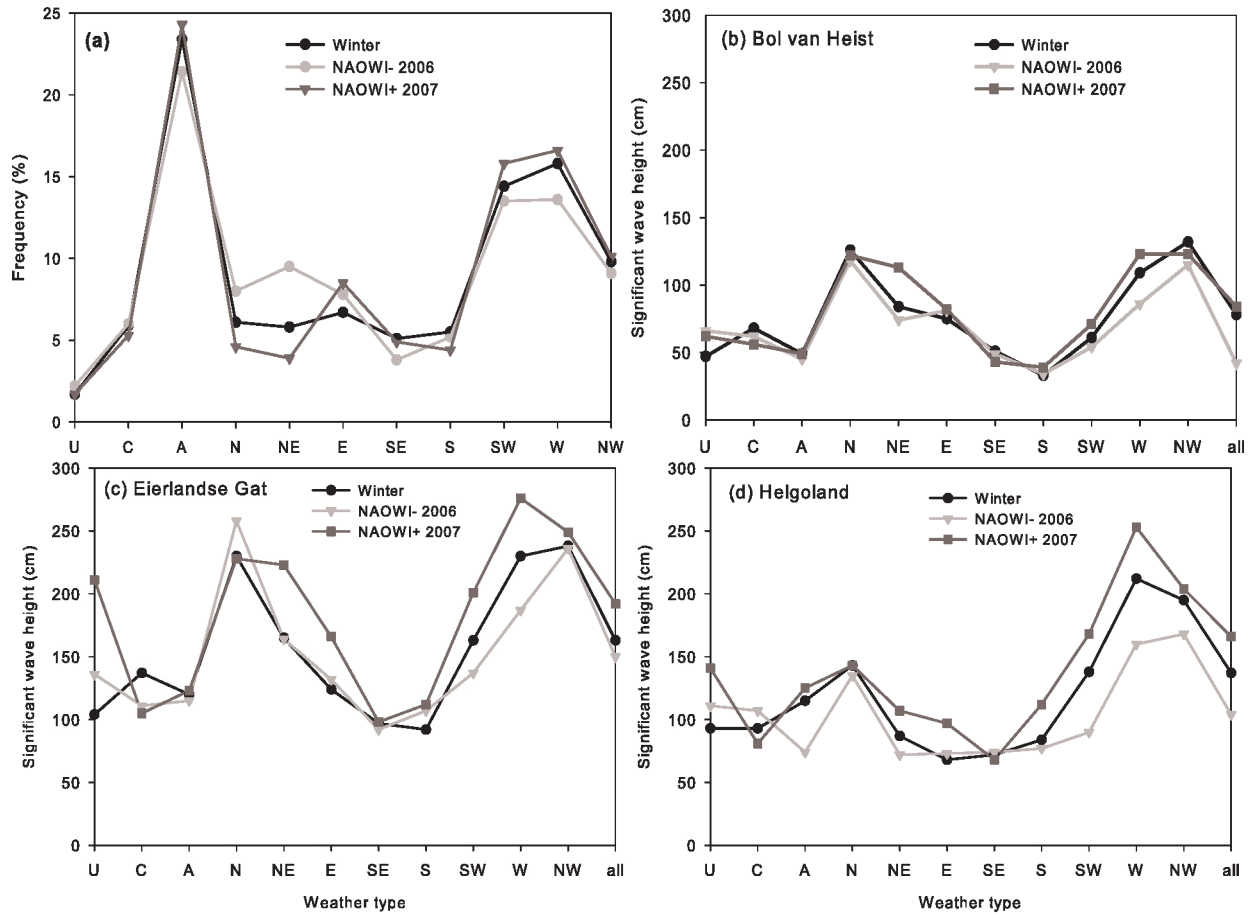 (a)
Winter
NAOWI- 2006
NAOWI+ 2007
Frequency (%)
25
20
15
10
5
0
U C A N NE E SE S SW W NW
(b) Bol van Heist
Winter
NAOWI- 2006
NAOWI+ 2007
Significant wave height (cm)
300
250
200
150
100
50
0
U C A N NE E SE S SW W NW all
(c) Eierlandse Gat
Winter
NAOWI- 2006
NAOWI+ 2007
Significant wave height (cm)
300
250
200
150
100
50
0
U C A N NE E SE S SW W NW all
Weather type
(d) Helgoland
Winter
NAOWI- 2006
NAOWI+ 2007
Significant wave height (cm)
300
250
200
150
100
50
0
U C A N NE E SE S SW W NW all
Weather type